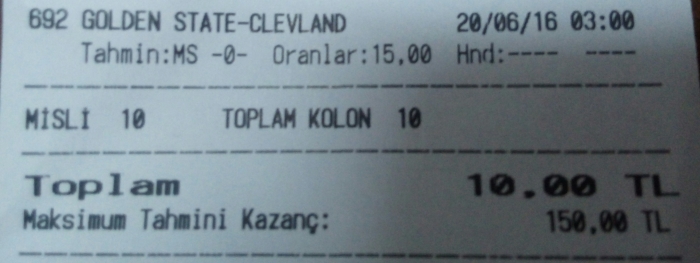 692 GOLDEN STATE-CLEVLAND 20/06/16 03:00
Tahmin:MS -0- Oranlar:15,00 Hnd:---- ----
MİSLİ 10 TOPLAM KOLON 10
Toplam 10.00 TL
Maksimum Tahmini Kazanç: 150,00 TL